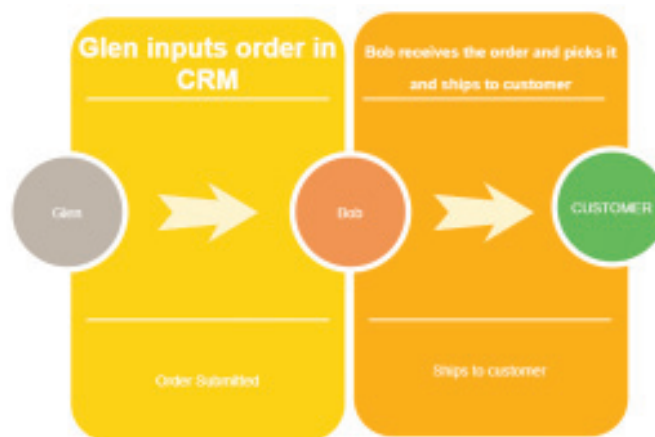 Glen inputs order in
CRM
Bob receives the order and picks it
and ships to customer
Glen
Bob
CUSTOMER
Order Submitted
Ships to customer